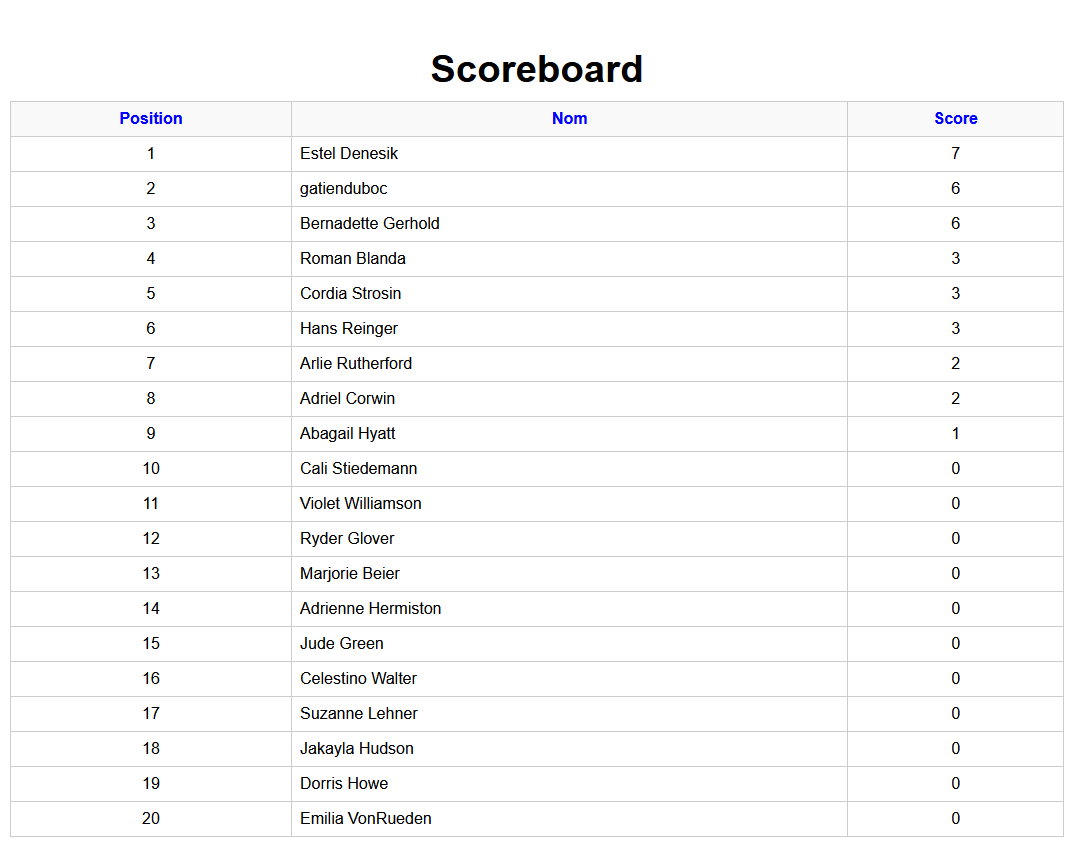 Scoreboard
Position Nom Score
1 Estel Denesik 7
2 gatienduboc 6
3 Bernadette Gerhold 6
4 Roman Blanda 3
5 Cordia Strosin 3
6 Hans Reinger 3
7 Arlie Rutherford 2
8 Adriel Corwin 2
9 Abagail Hyatt 1
10 Cali Stiedemann 0
11 Violet Williamson 0
12 Ryder Glover 0
13 Marjorie Beier 0
14 Adrienne Hermiston 0
15 Jude Green 0
16 Celestino Walter 0
17 Suzanne Lehner 0
18 Jakayla Hudson 0
19 Dorris Howe 0
20 Emilia VonRueden 0